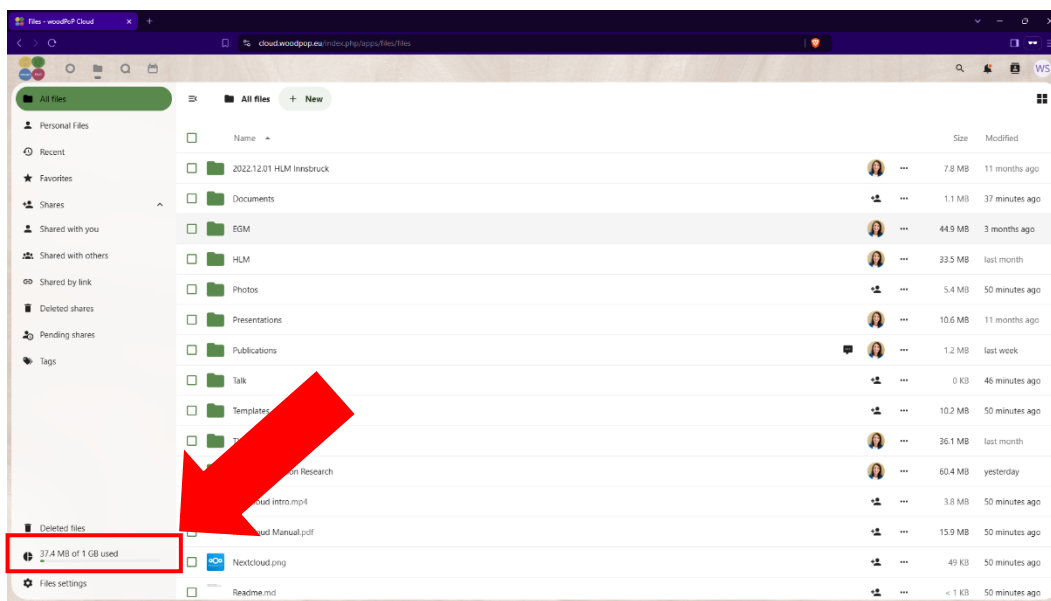 Files - woodPoP Cloud
cloud.woodpop.eu/index.php/apps/files/files
WS
All files
Personal Files
Recent
Favorites
Shares
Shared with you
Shared with others
Shared by link
Deleted shares
Pending shares
Tags
Deleted files
37.4 MB of 1 GB used
Files settings
All files + New
Name Size Modified
2022.12.01 HLM Innsbruck 7.8 MB 11 months ago
Documents 1.1 MB 37 minutes ago
EGM 44.9 MB 3 months ago
HLM 33.5 MB last month
Photos 5.4 MB 50 minutes ago
Presentations 10.6 MB 11 months ago
Publications 1.2 MB last week
Talk 0 KB 46 minutes ago
Templates 10.2 MB 50 minutes ago
36.1 MB last month
Research 60.4 MB yesterday
intro.mp4 3.8 MB 50 minutes ago
Manual.pdf 15.9 MB 50 minutes ago
Nextcloud.png 49 KB 50 minutes ago
Readme.md < 1 KB 50 minutes ago